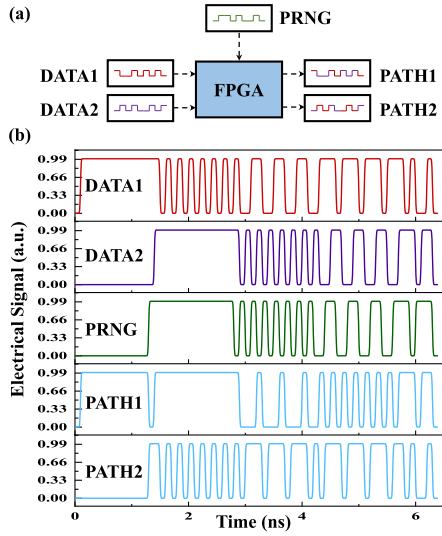 (a)
PRNG
DATA1
FPGA
PATH1
DATA2
PATH2
(b)
Electrical Signal (a.u.)
0.99
0.66
0.33
0.00
DATA1
0.99
0.66
0.33
0.00
DATA2
0.99
0.66
0.33
0.00
PRNG
0.99
0.66
0.33
0.00
PATH1
0.99
0.66
0.33
0.00
PATH2
0 2 4 6
Time (ns)